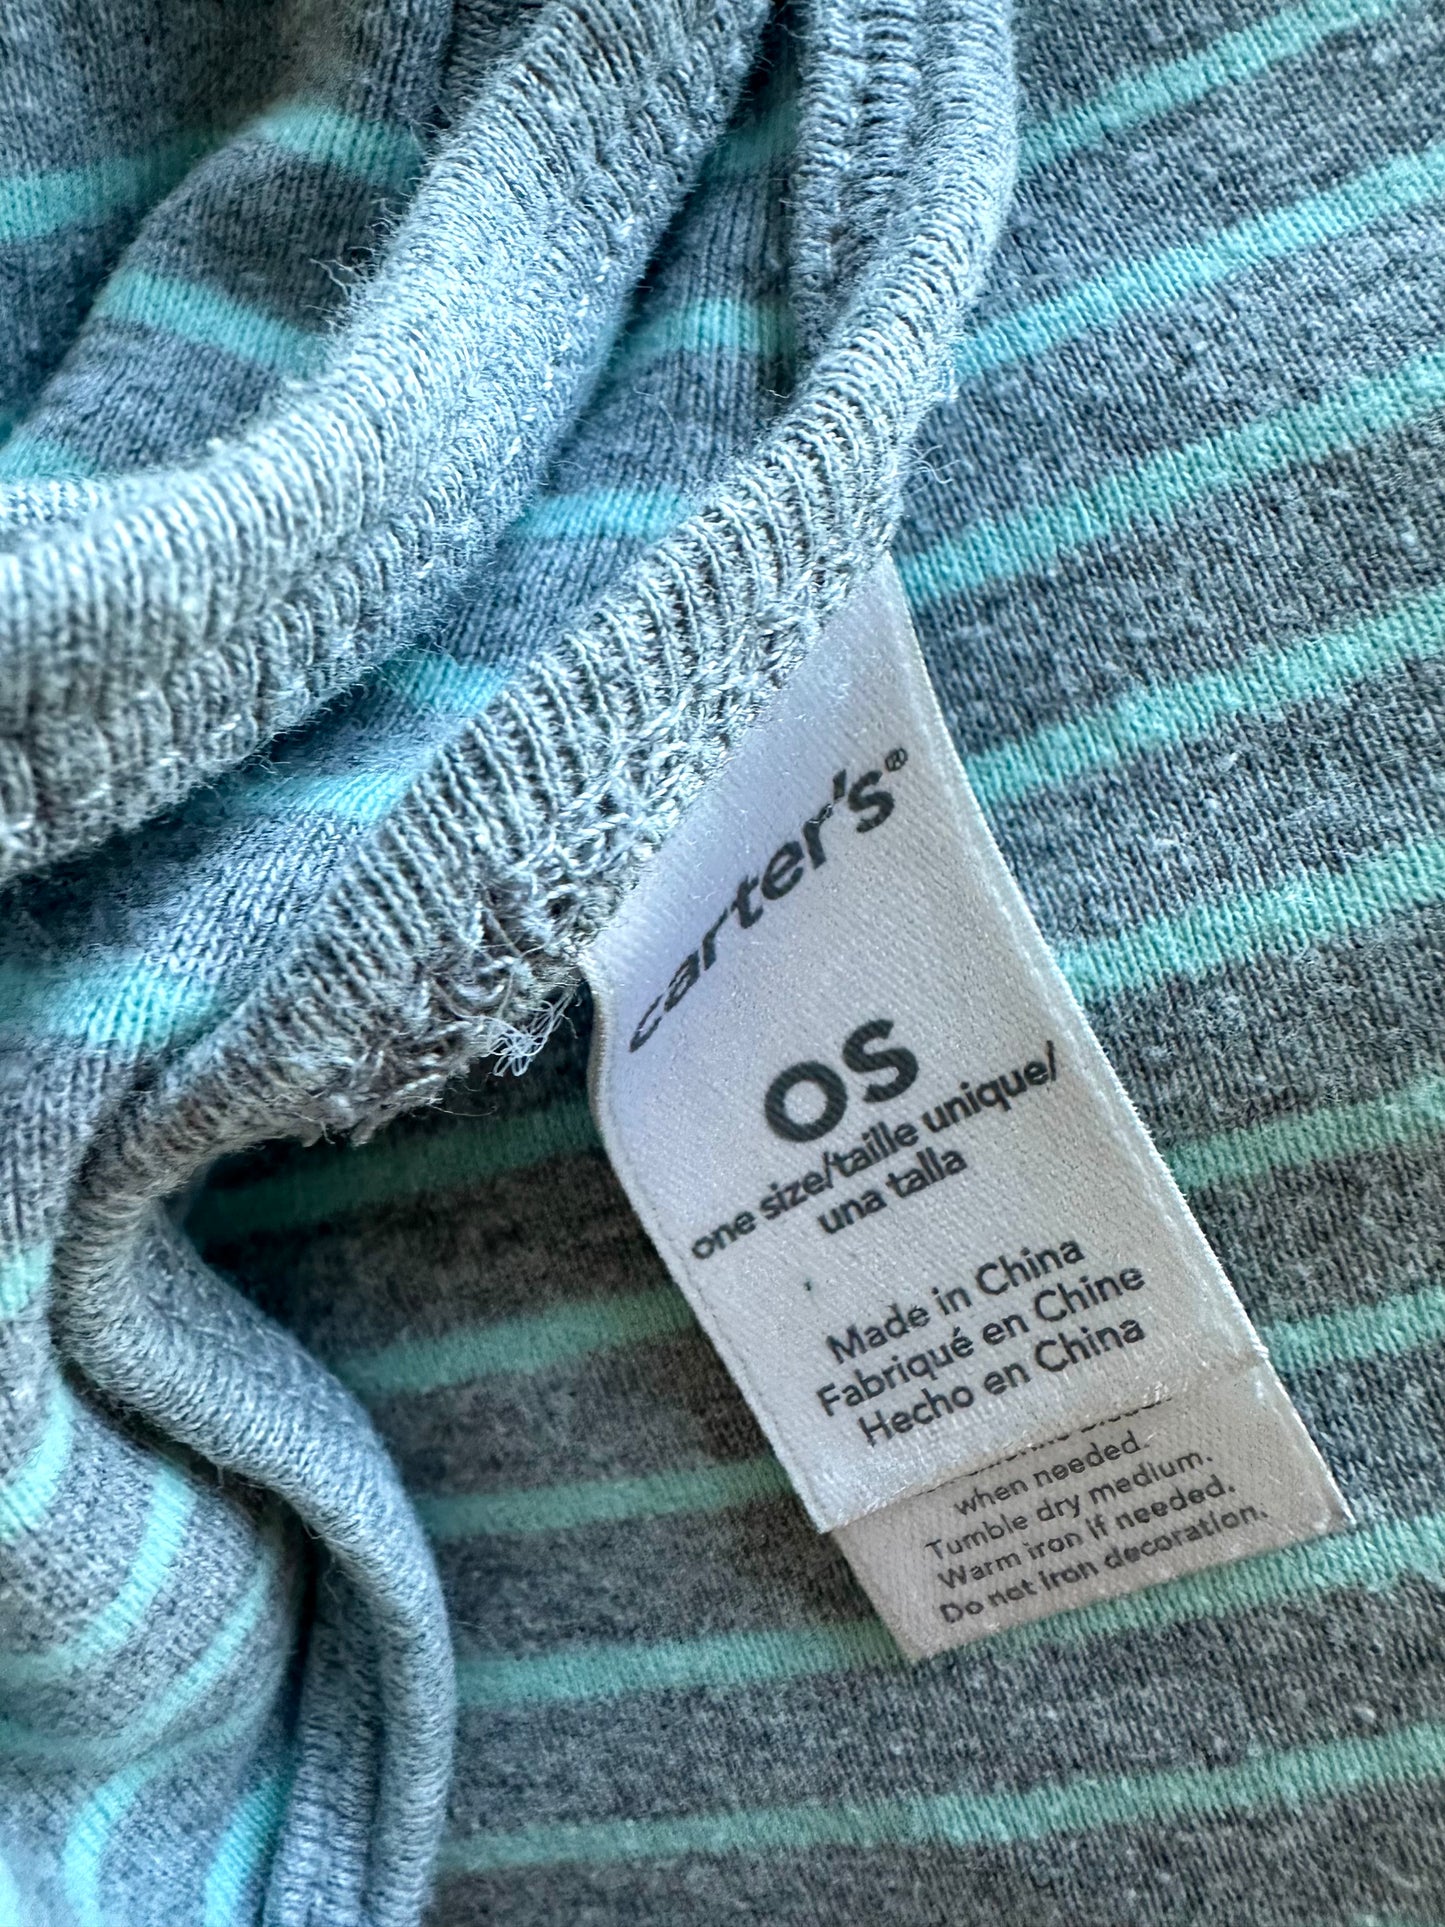 carter's®
OS
one size/taille unique/
una talla
Made in China
Fabriqué en Chine
Hecho en China
when needed.
Tumble dry medium.
Warm iron if needed.
Do not iron decoration.